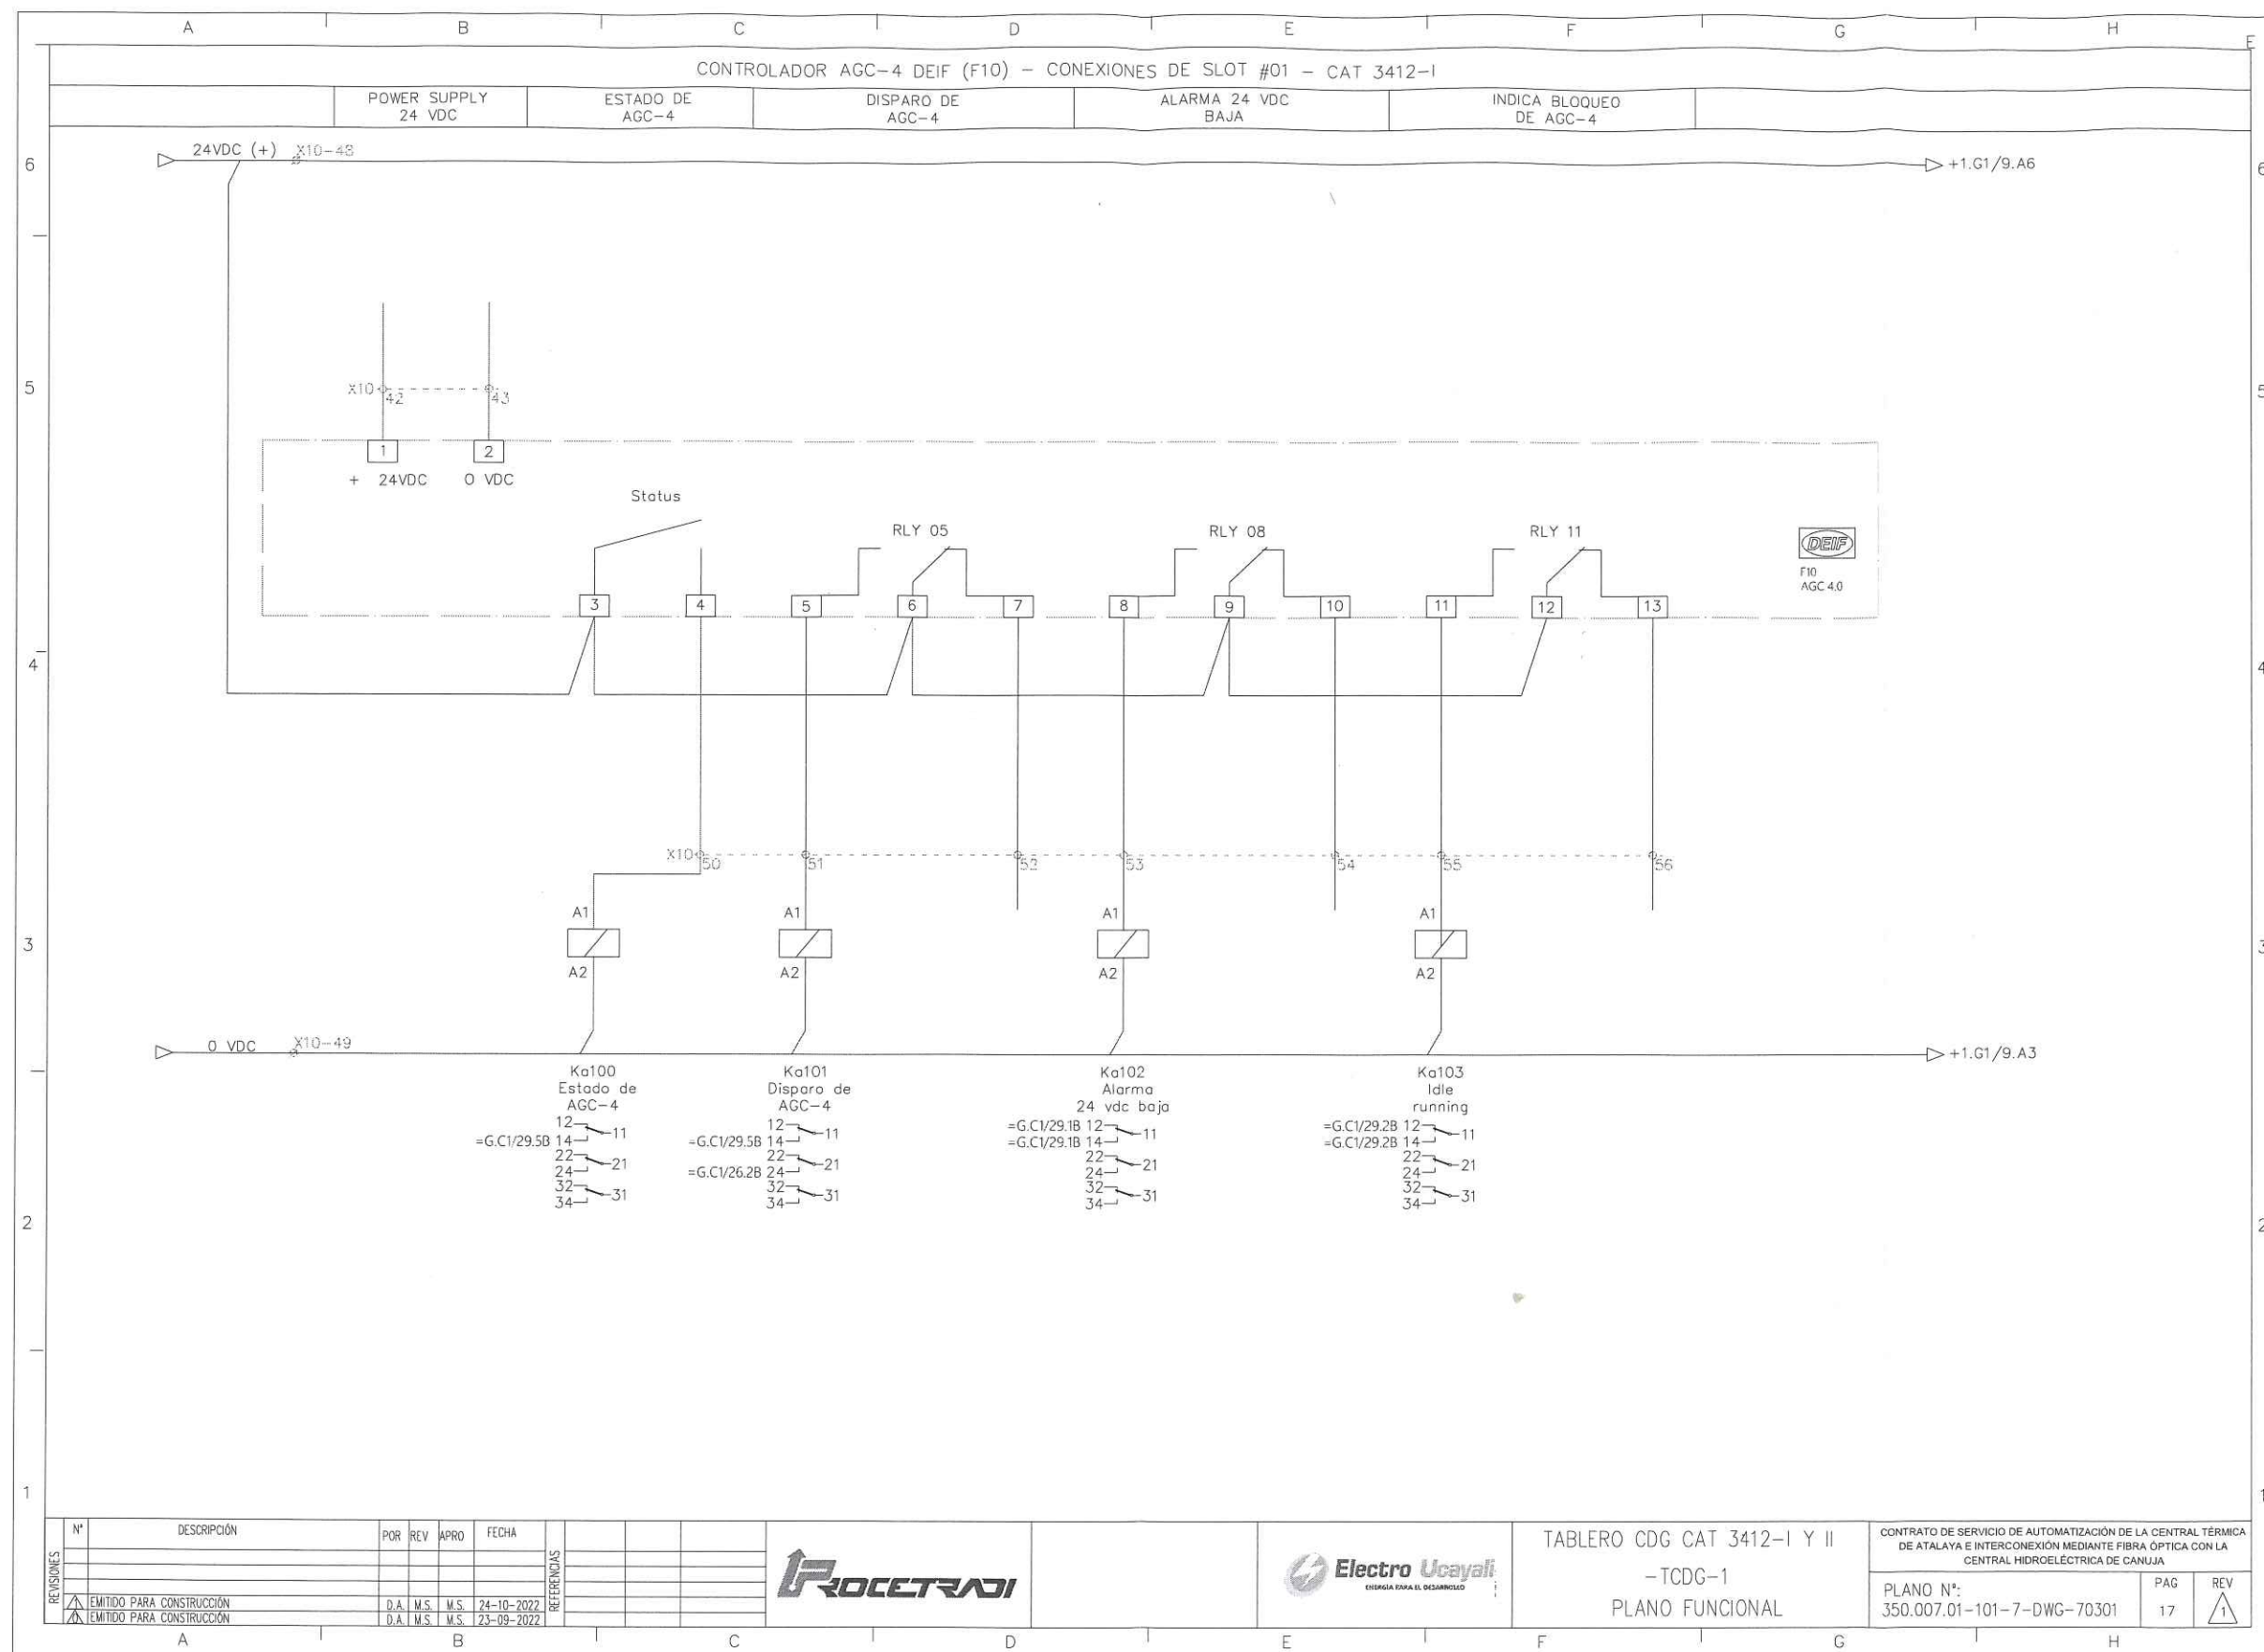 A B C D E F G H
E
CONTROLADOR AGC-4 DEIF (F10) - CONEXIONES DE SLOT #01 - CAT 3412-I
POWER SUPPLY
24 VDC
ESTADO DE
AGC-4
DISPARO DE
AGC-4
ALARMA 24 VDC
BAJA
INDICA BLOQUEO
DE AGC-4
6 24VDC (+) X10-48 +1.G1/9.A6 6
5 X10 42 43 5
1 2
+ 24VDC 0 VDC
Status
RLY 05 RLY 08 RLY 11
DEIF
F10
AGC 4.0
3 4 5 6 7 8 9 10 11 12 13
4 4
X10 50 51 52 53 54 55 56
A1 A1 A1 A1
3 3
A2 A2 A2 A2
0 VDC X10-49 +1.G1/9.A3
Ka100
Estado de
AGC-4
12 11
=G.C1/29.5B 14
22 21
24
32 31
34
Ka101
Disparo de
AGC-4
12 11
=G.C1/29.5B 14
22 21
=G.C1/26.2B 24
32 31
34
Ka102
Alarma
24 vdc baja
=G.C1/29.1B 12 11
=G.C1/29.1B 14
22 21
24
32 31
34
Ka103
Idle
running
=G.C1/29.2B 12 11
=G.C1/29.2B 14
22 21
24
32 31
34
2 2
1 1
REVISIONES
N° DESCRIPCIÓN POR REV APRO FECHA
1 EMITIDO PARA CONSTRUCCIÓN D.A. M.S. M.S. 24-10-2022
0 EMITIDO PARA CONSTRUCCIÓN D.A. M.S. M.S. 23-09-2022
REFERENCIAS
PROCETRADI
Electro Ucayali
ENERGÍA PARA EL DESARROLLO
TABLERO CDG CAT 3412-I Y II
-TCDG-1
PLANO FUNCIONAL
CONTRATO DE SERVICIO DE AUTOMATIZACIÓN DE LA CENTRAL TÉRMICA
DE ATALAYA E INTERCONEXIÓN MEDIANTE FIBRA ÓPTICA CON LA
CENTRAL HIDROELÉCTRICA DE CANUJA
PLANO N°:
350.007.01-101-7-DWG-70301
PAG
17
REV
1
A B C D E F G H